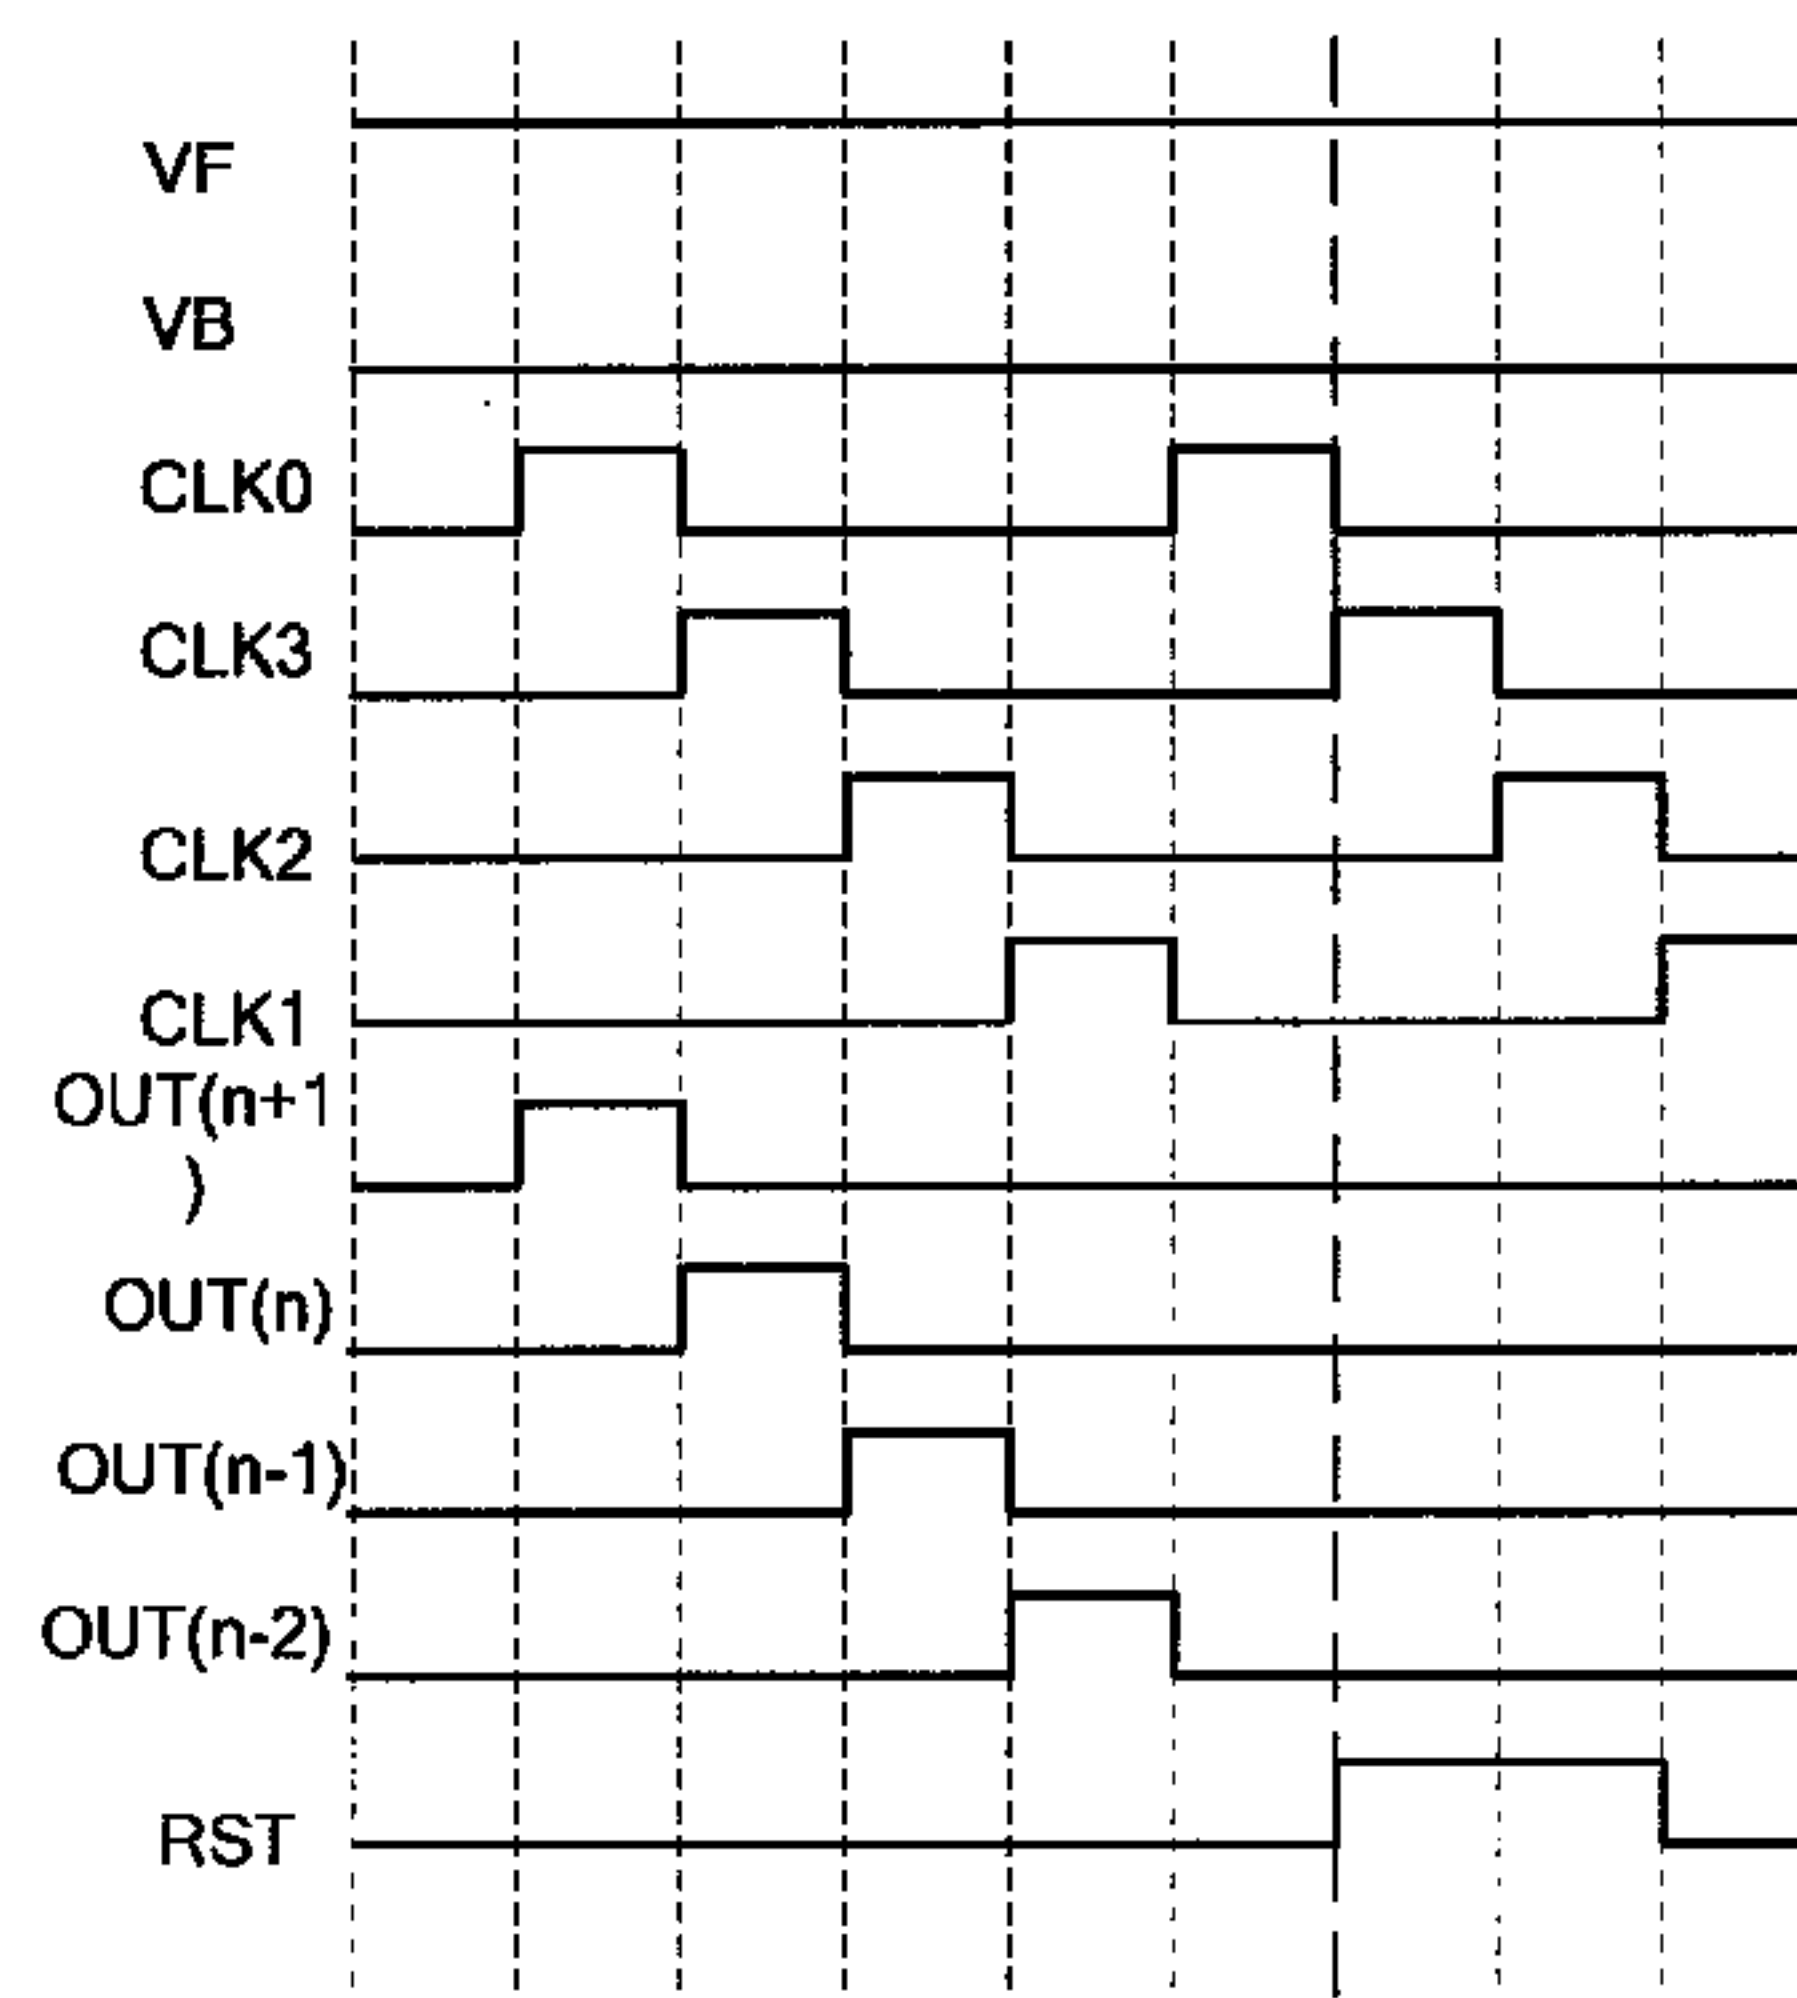 VF
VB
CLK0
CLK3
CLK2
CLK1
OUT(n+1
)
OUT(n)
OUT(n-1)
OUT(n-2)
RST